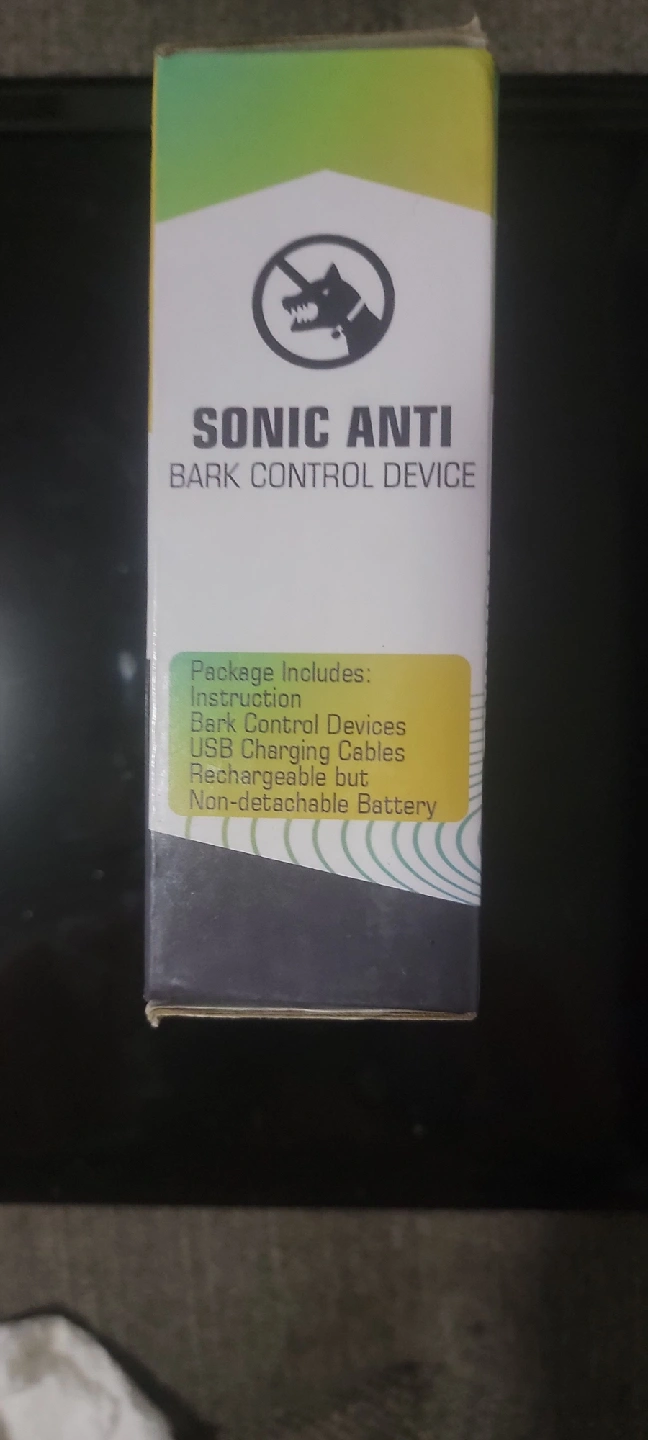 SONIC ANTI
BARK CONTROL DEVICE
Package Includes:
Instruction
Bark Control Devices
USB Charging Cables
Rechargeable but
Non-detachable Battery